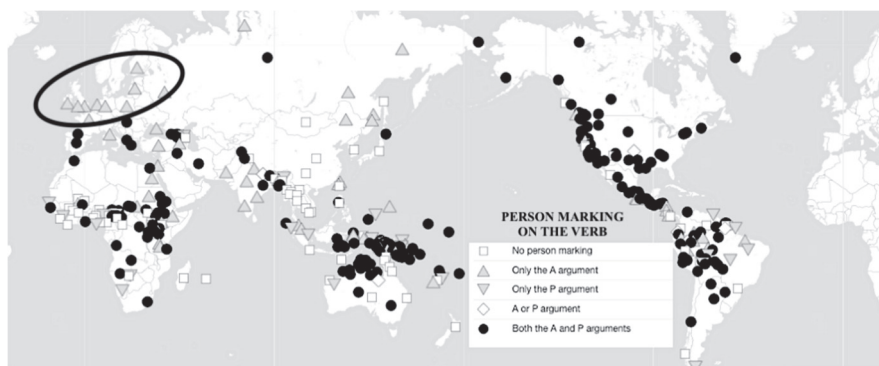 PERSON MARKING
ON THE VERB
No person marking
Only the A argument
Only the P argument
A or P argument
Both the A and P arguments